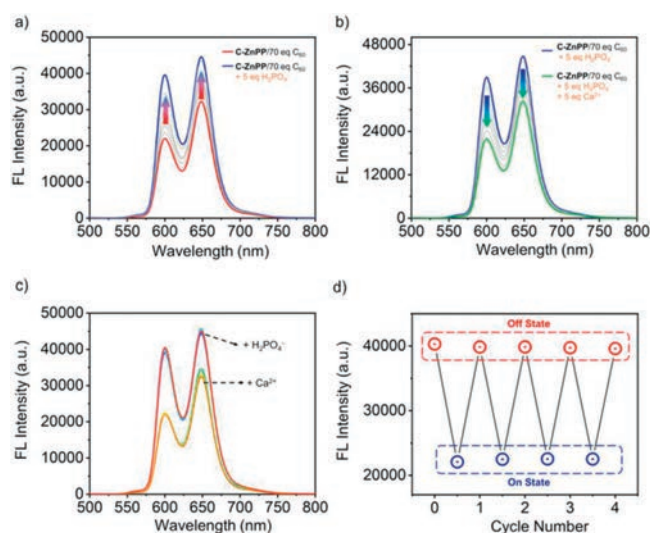 a)
50000
40000
30000
20000
10000
0
FL Intensity (a.u.)
C-ZnPP/70 eq C₆₀
C-ZnPP/70 eq C₆₀
+ 5 eq H₂PO₄⁻
500 550 600 650 700 750 800
Wavelength (nm)
b)
48000
36000
24000
12000
0
FL Intensity (a.u.)
C-ZnPP/70 eq C₆₀
+ 5 eq H₂PO₄⁻
C-ZnPP/70 eq C₆₀
+ 5 eq H₂PO₄⁻
+ 5 eq Ca²⁺
500 550 600 650 700 750 800
Wavelength (nm)
c)
50000
40000
30000
20000
10000
0
FL Intensity (a.u.)
+ H₂PO₄⁻
+ Ca²⁺
500 550 600 650 700 750 800
Wavelength (nm)
d)
40000
30000
20000
FL Intensity (a.u.)
Off State
On State
0 1 2 3 4
Cycle Number